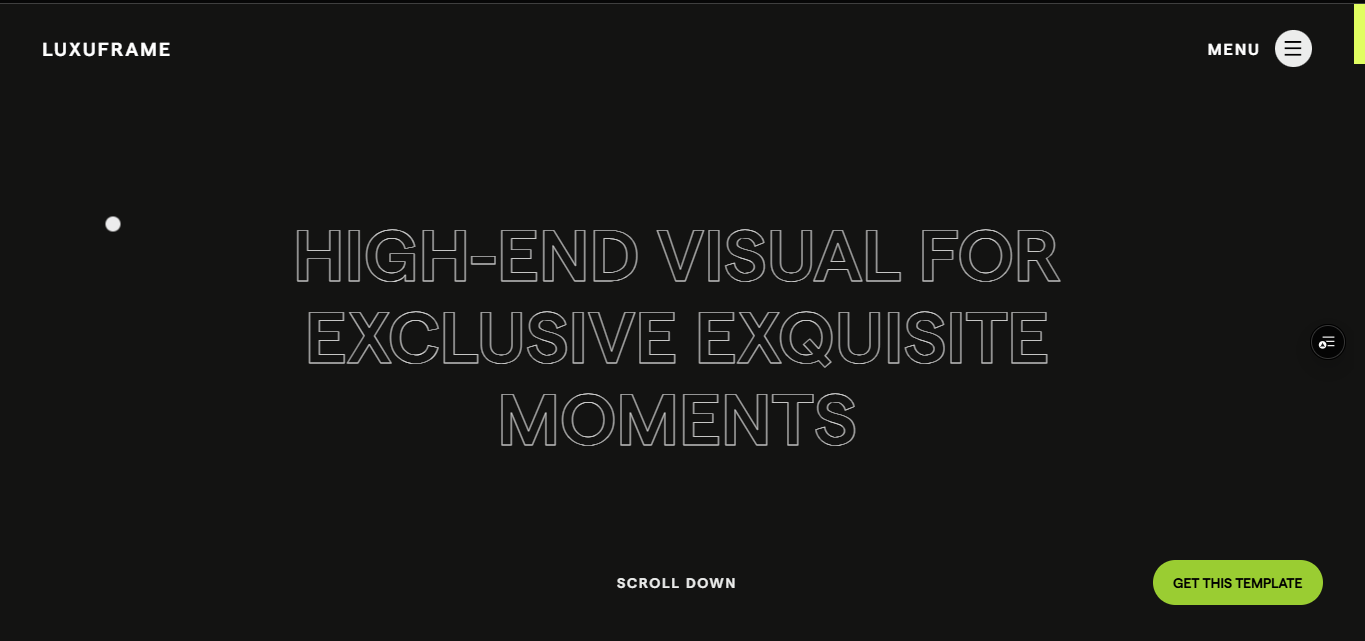 LUXUFRAME
MENU
HIGH-END VISUAL FOR
EXCLUSIVE EXQUISITE
MOMENTS
SCROLL DOWN
GET THIS TEMPLATE